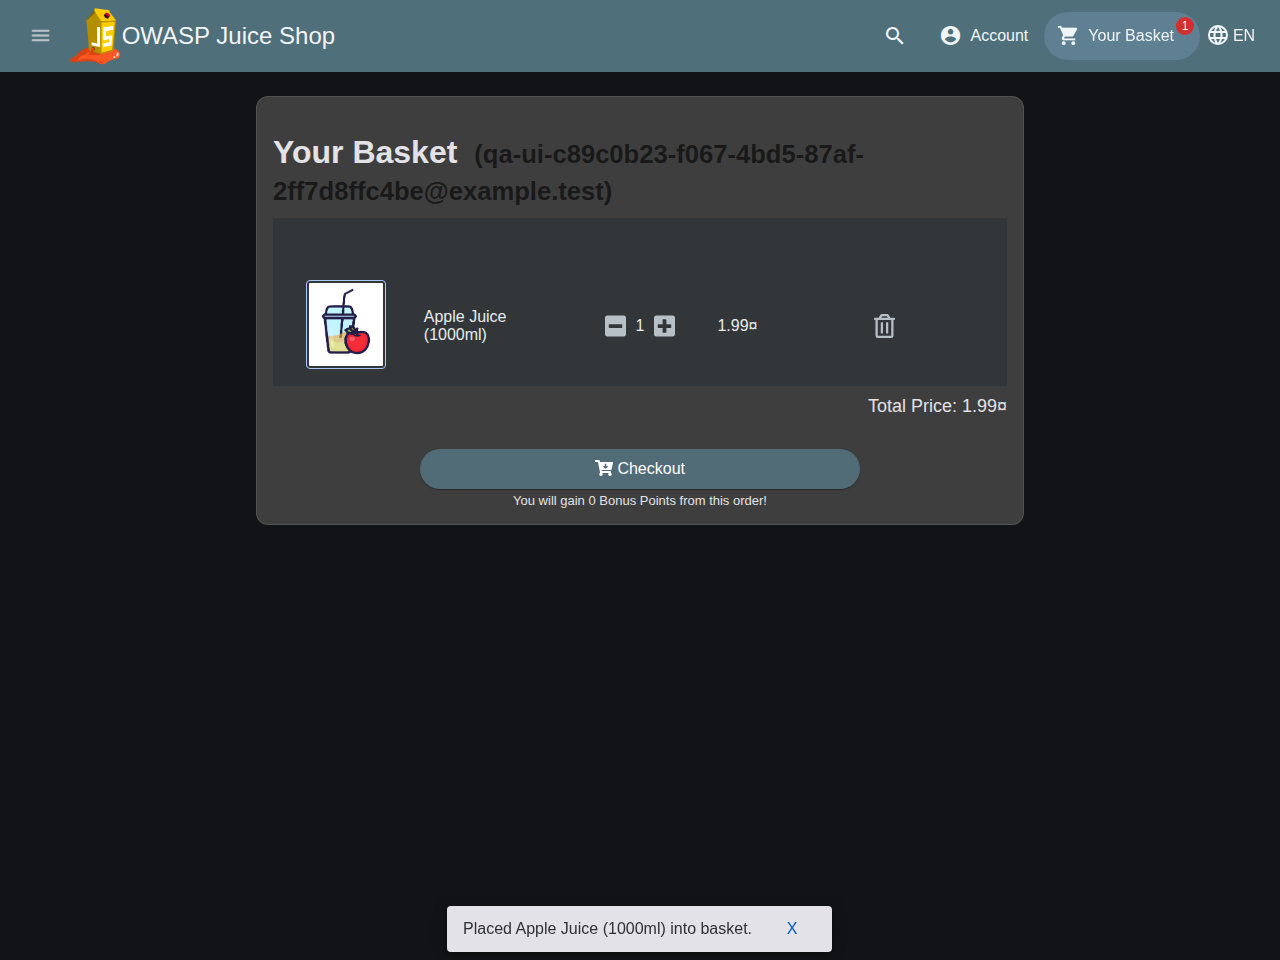 OWASP Juice Shop
Account
Your Basket
1
EN
Your Basket (qa-ui-c89c0b23-f067-4bd5-87af-
2ff7d8ffc4be@example.test)
Apple Juice
(1000ml)
1
1.99¤
Total Price: 1.99¤
Checkout
You will gain 0 Bonus Points from this order!
Placed Apple Juice (1000ml) into basket.
X